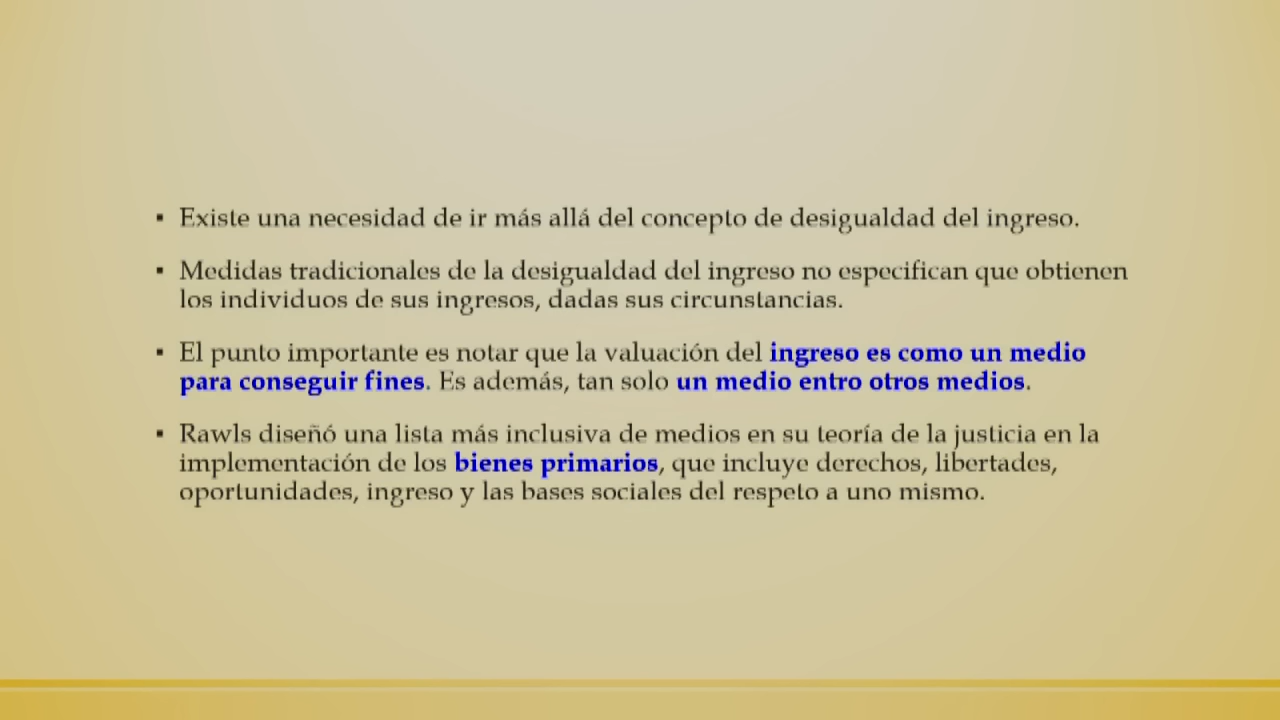 ▪ Existe una necesidad de ir más allá del concepto de desigualdad del ingreso.
▪ Medidas tradicionales de la desigualdad del ingreso no especifican que obtienen
los individuos de sus ingresos, dadas sus circunstancias.
▪ El punto importante es notar que la valuación del ingreso es como un medio
para conseguir fines. Es además, tan solo un medio entro otros medios.
▪ Rawls diseñó una lista más inclusiva de medios en su teoría de la justicia en la
implementación de los bienes primarios, que incluye derechos, libertades,
oportunidades, ingreso y las bases sociales del respeto a uno mismo.